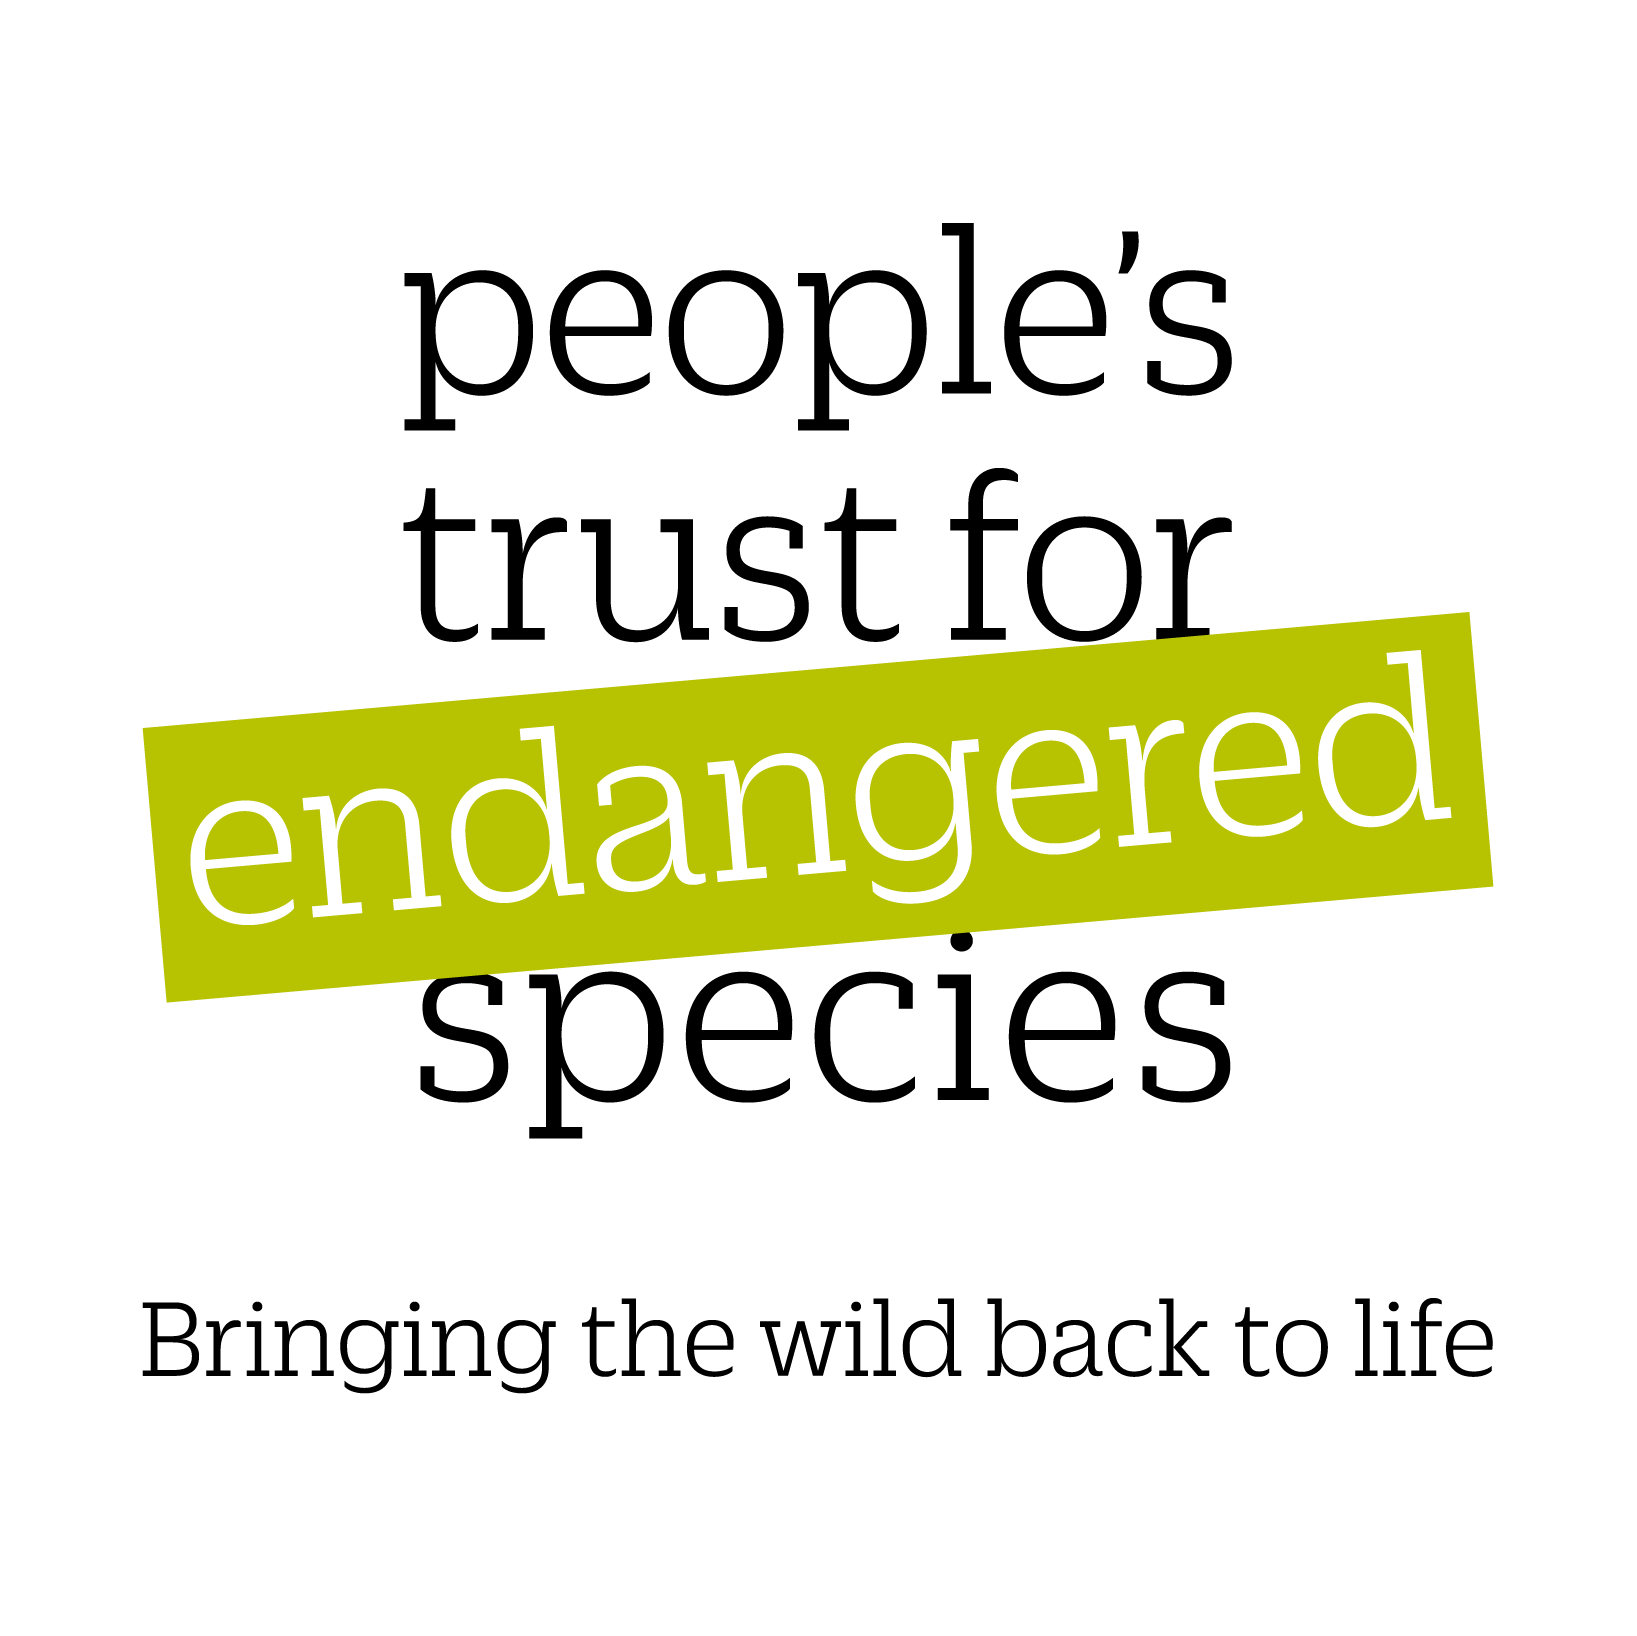 people’s
trust for
endangered
species
Bringing the wild back to life